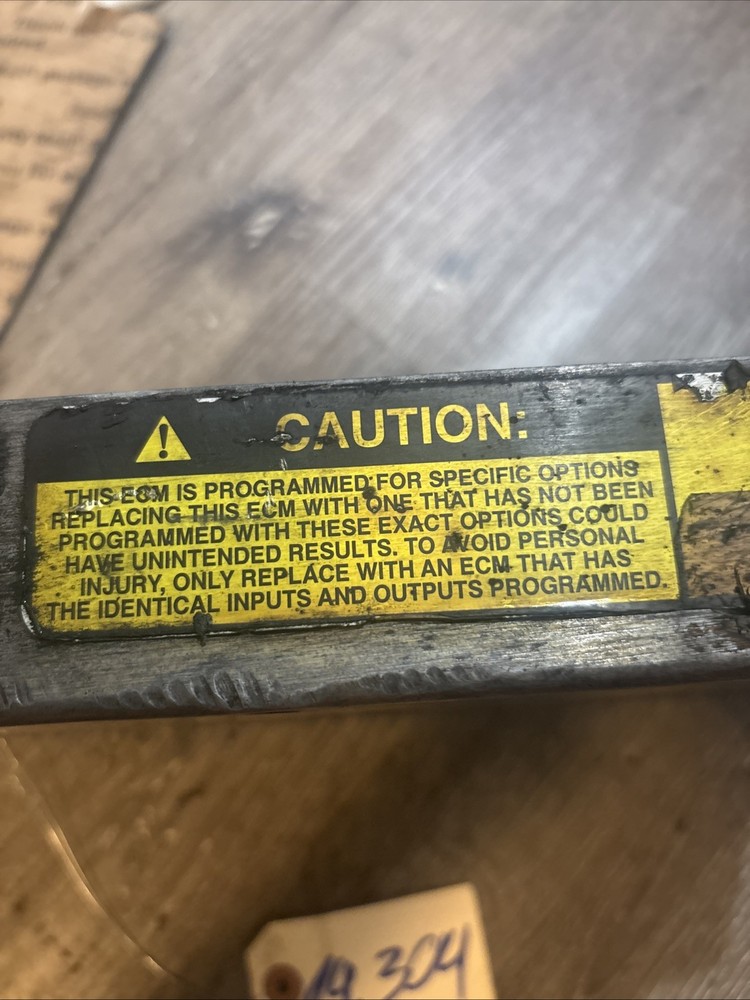 CAUTION:
THIS ECM IS PROGRAMMED FOR SPECIFIC OPTIONS
REPLACING THIS ECM WITH ONE THAT HAS NOT BEEN
PROGRAMMED WITH THESE EXACT OPTIONS COULD
HAVE UNINTENDED RESULTS. TO AVOID PERSONAL
INJURY, ONLY REPLACE WITH AN ECM THAT HAS
THE IDENTICAL INPUTS AND OUTPUTS PROGRAMMED.
304